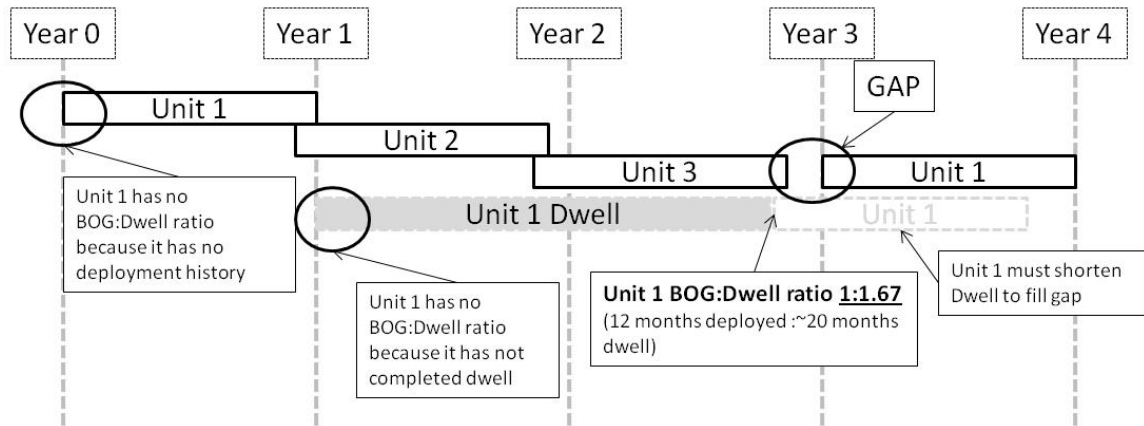 Year 0
Year 1
Year 2
Year 3
Year 4
GAP
Unit 1
Unit 2
Unit 3
Unit 1
Unit 1 Dwell
Unit 1
Unit 1 has no
BOG:Dwell ratio
because it has no
deployment history
Unit 1 has no
BOG:Dwell ratio
because it has not
completed dwell
Unit 1 BOG:Dwell ratio 1:1.67
(12 months deployed :~20 months
dwell)
Unit 1 must shorten
Dwell to fill gap